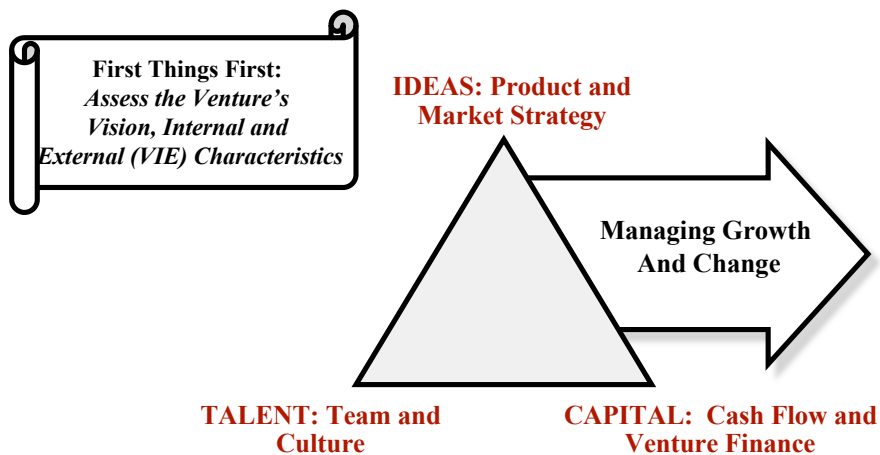 First Things First:
Assess the Venture’s
Vision, Internal and
External (VIE) Characteristics
IDEAS: Product and
Market Strategy
Managing Growth
And Change
TALENT: Team and
Culture
CAPITAL:  Cash Flow and
Venture Finance